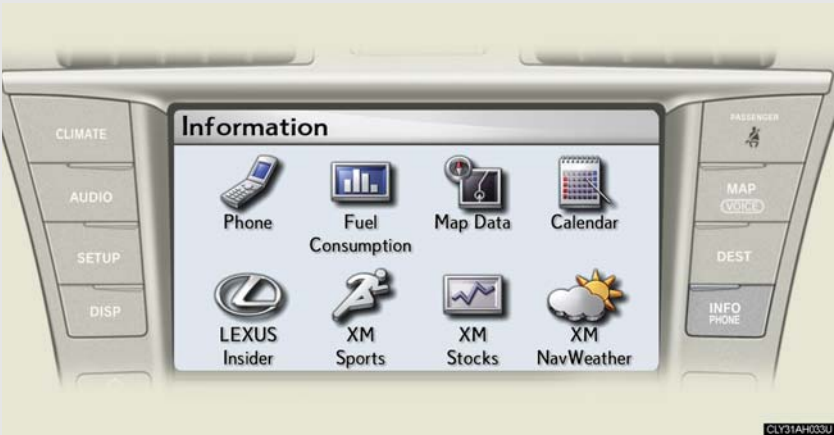 Information
CLIMATE
AUDIO
SETUP
DISP
Phone
Fuel
Consumption
Map Data
Calendar
LEXUS
Insider
XM
Sports
XM
Stocks
XM
NavWeather
PASSENGER
MAP
VOICE
DEST
INFO
PHONE
CLY31AH033U